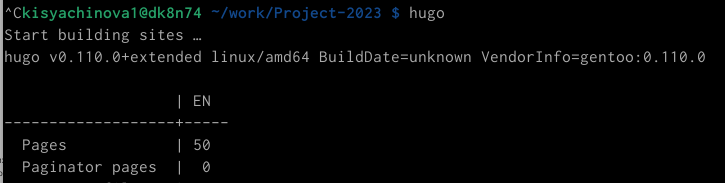 ^Ckisyachinova1@dk8n74 ~/work/Project-2023 $ hugo
Start building sites …
hugo v0.110.0+extended linux/amd64 BuildDate=unknown VendorInfo=gentoo:0.110.0
                   | EN
-------------------+-----
  Pages            | 50
  Paginator pages  |  0